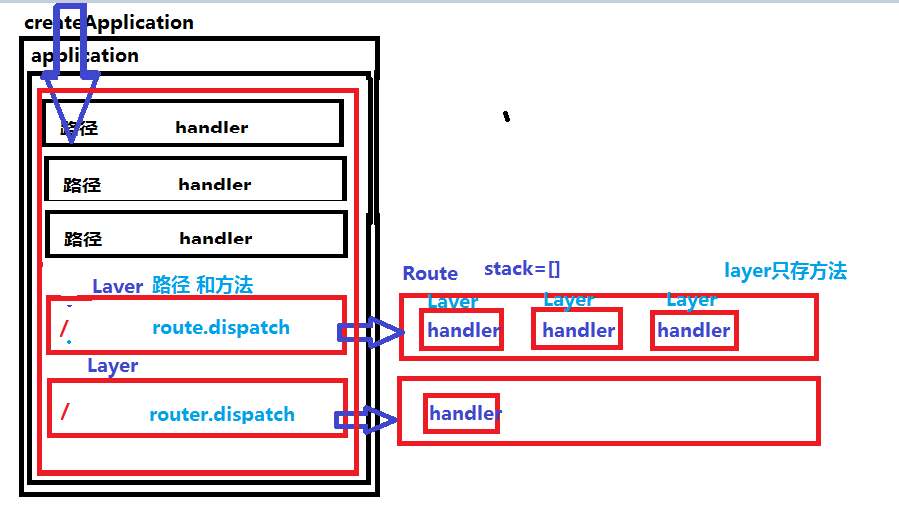 createApplication
application
路径 handler
路径 handler
路径 handler
Layer 路径 和方法
/ route.dispatch
Layer
/ router.dispatch
Route stack=[] layer只存方法
Layer Layer Layer
handler handler handler
handler